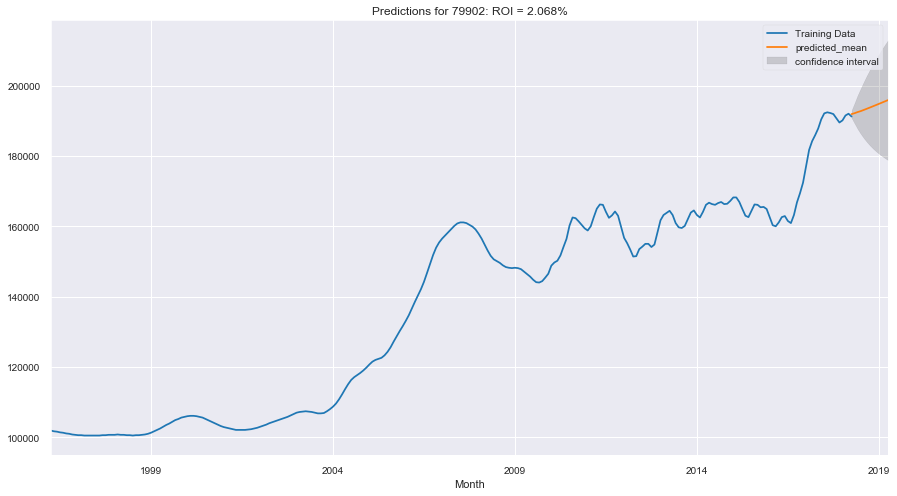 Predictions for 79902: ROI = 2.068%
Training Data
predicted_mean
confidence interval
200000
180000
160000
140000
120000
100000
1999
2004
2009
2014
2019
Month